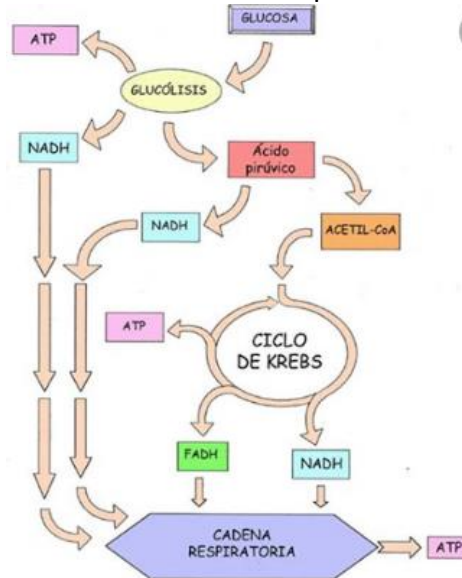 GLUCOSA
ATP
GLUCÓLISIS
NADH
Ácido
pirúvico
NADH
ACETIL-CoA
ATP
CICLO
DE KREBS
FADH
NADH
CADENA
RESPIRATORIA
ATP